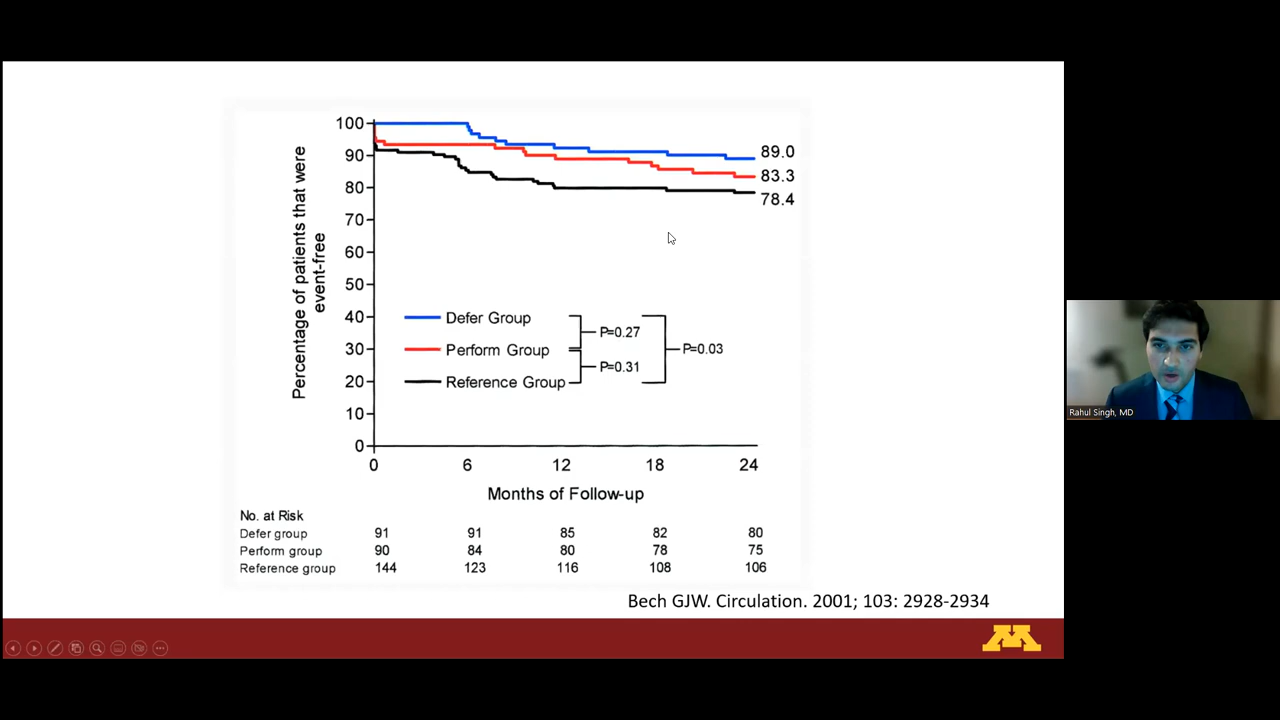 Percentage of patients that were
event-free
100
90
80
70
60
50
40
30
20
10
0
89.0
83.3
78.4
Defer Group
Perform Group
Reference Group
P=0.27
P=0.31
P=0.03
0 6 12 18 24
Months of Follow-up
No. at Risk
Defer group 91 91 85 82 80
Perform group 90 84 80 78 75
Reference group 144 123 116 108 106
Bech GJW. Circulation. 2001; 103: 2928-2934
M
Rahul Singh, MD